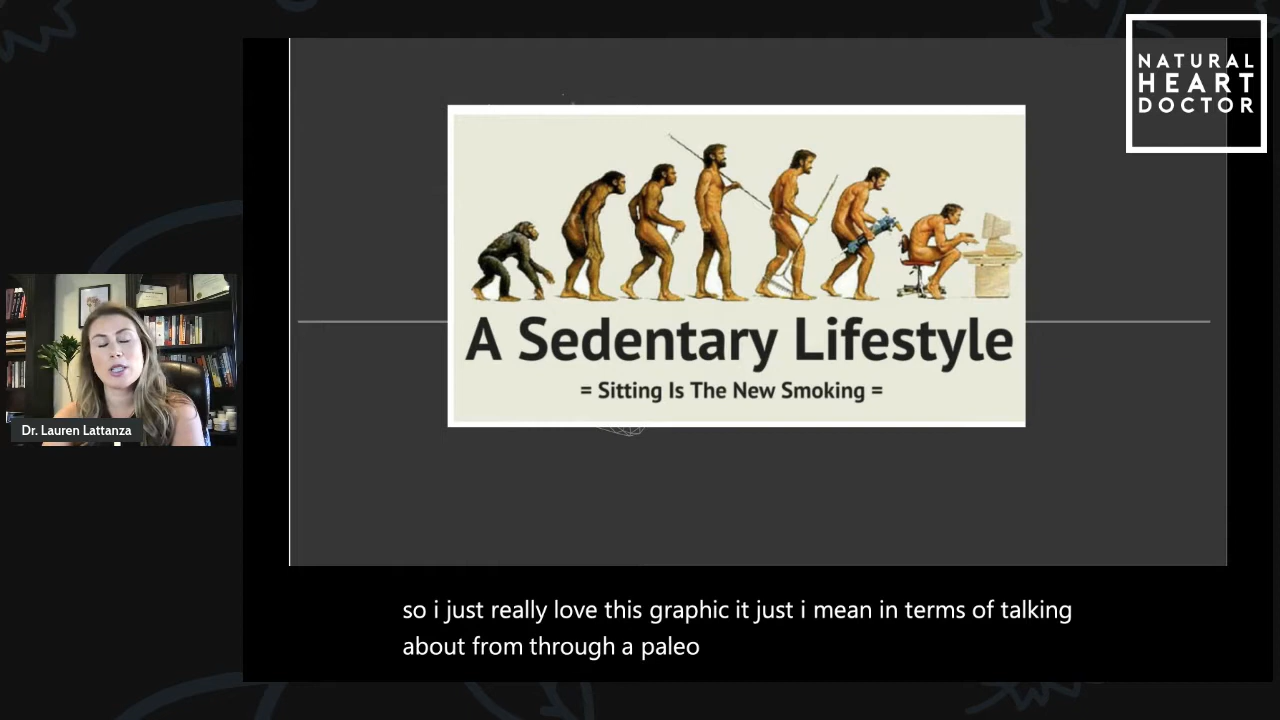 NATURAL
HEART
DOCTOR
A Sedentary Lifestyle
= Sitting Is The New Smoking =
Dr. Lauren Lattanza
so i just really love this graphic it just i mean in terms of talking
about from through a paleo